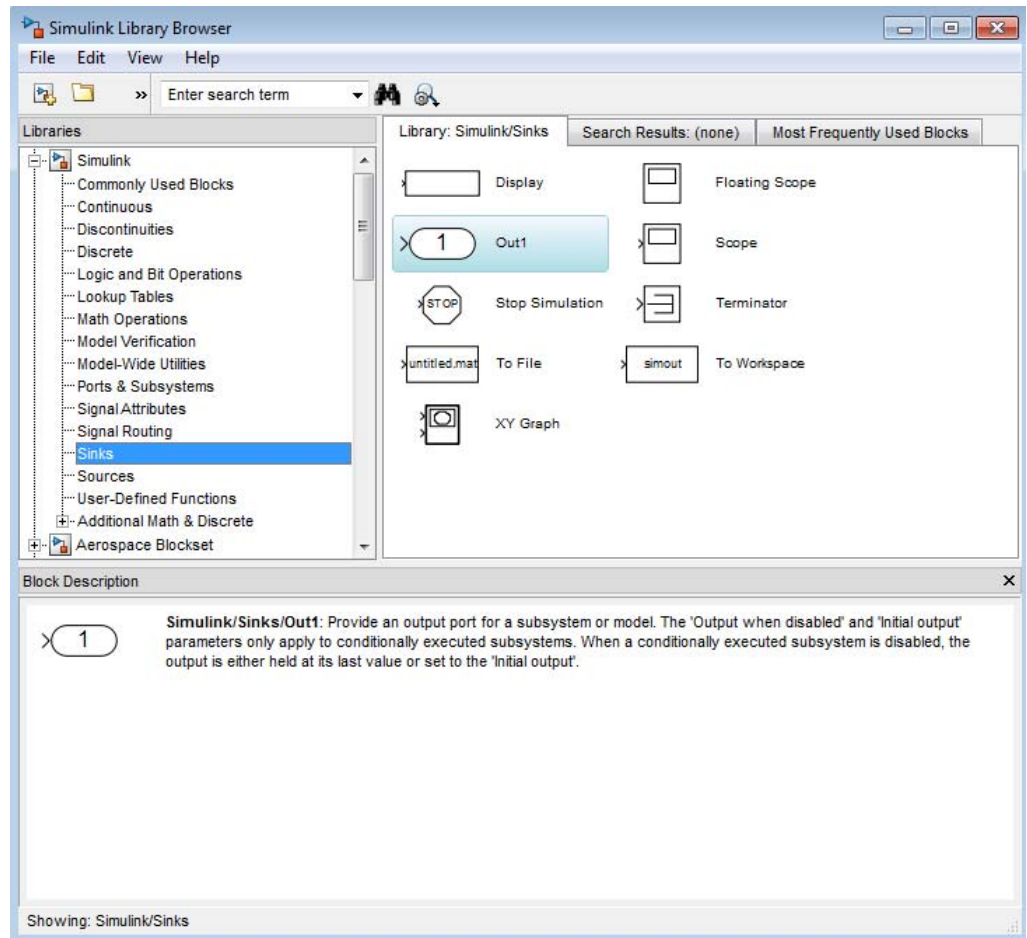 Simulink Library Browser
File Edit View Help
» Enter search term
Libraries
Simulink
Commonly Used Blocks
Continuous
Discontinuities
Discrete
Logic and Bit Operations
Lookup Tables
Math Operations
Model Verification
Model-Wide Utilities
Ports & Subsystems
Signal Attributes
Signal Routing
Sinks
Sources
User-Defined Functions
Additional Math & Discrete
Aerospace Blockset
Library: Simulink/Sinks Search Results: (none) Most Frequently Used Blocks
Display Floating Scope
1 Out1 Scope
STOP Stop Simulation Terminator
untitled.mat To File simout To Workspace
XY Graph
Block Description
1
Simulink/Sinks/Out1: Provide an output port for a subsystem or model. The 'Output when disabled' and 'Initial output'
parameters only apply to conditionally executed subsystems. When a conditionally executed subsystem is disabled, the
output is either held at its last value or set to the 'Initial output'.
Showing: Simulink/Sinks